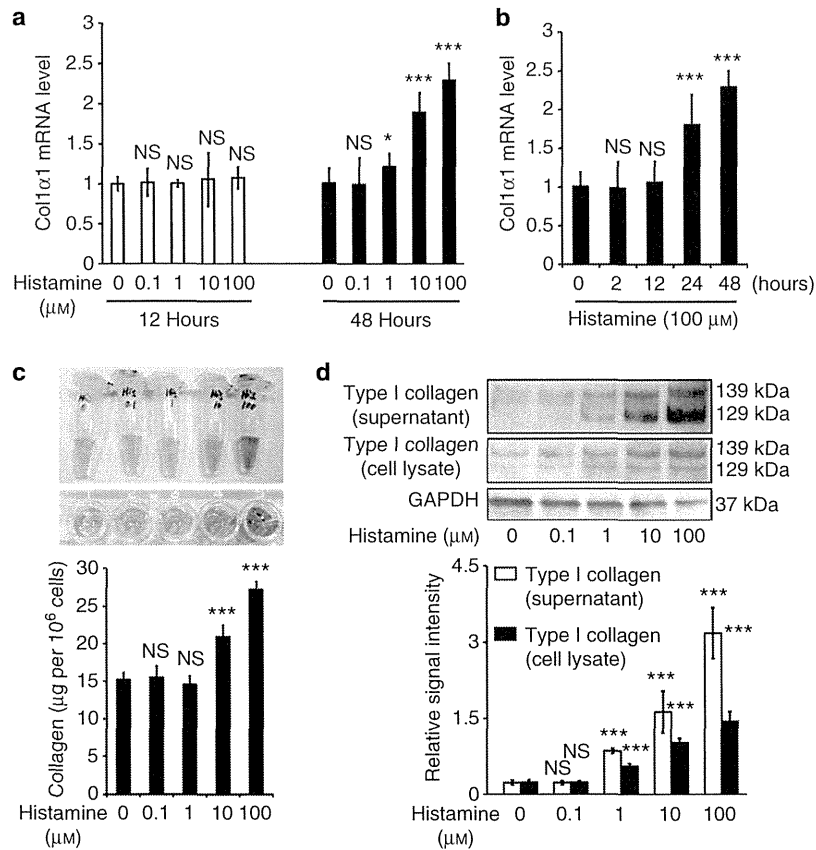 a
Col1α1 mRNA level
3
2.5
2
1.5
1
0.5
0
NS
NS
NS
NS
NS
*
***
***
Histamine (μM)
0 0.1 1 10 100
0 0.1 1 10 100
12 Hours
48 Hours
b
Col1α1 mRNA level
3
2.5
2
1.5
1
0.5
0
NS
NS
***
***
0 2 12 24 48 (hours)
Histamine (100 μM)
c
Collagen (μg per 10⁶ cells)
30
25
20
15
10
5
0
NS
NS
***
***
Histamine (μM)
0 0.1 1 10 100
d
Type I collagen (supernatant)
139 kDa
129 kDa
Type I collagen (cell lysate)
139 kDa
129 kDa
GAPDH
37 kDa
Histamine (μM) 0 0.1 1 10 100
Relative signal intensity
4.5
3
1.5
0
Type I collagen (supernatant)
Type I collagen (cell lysate)
NS
NS
***
***
***
***
***
***
Histamine (μM)
0 0.1 1 10 100